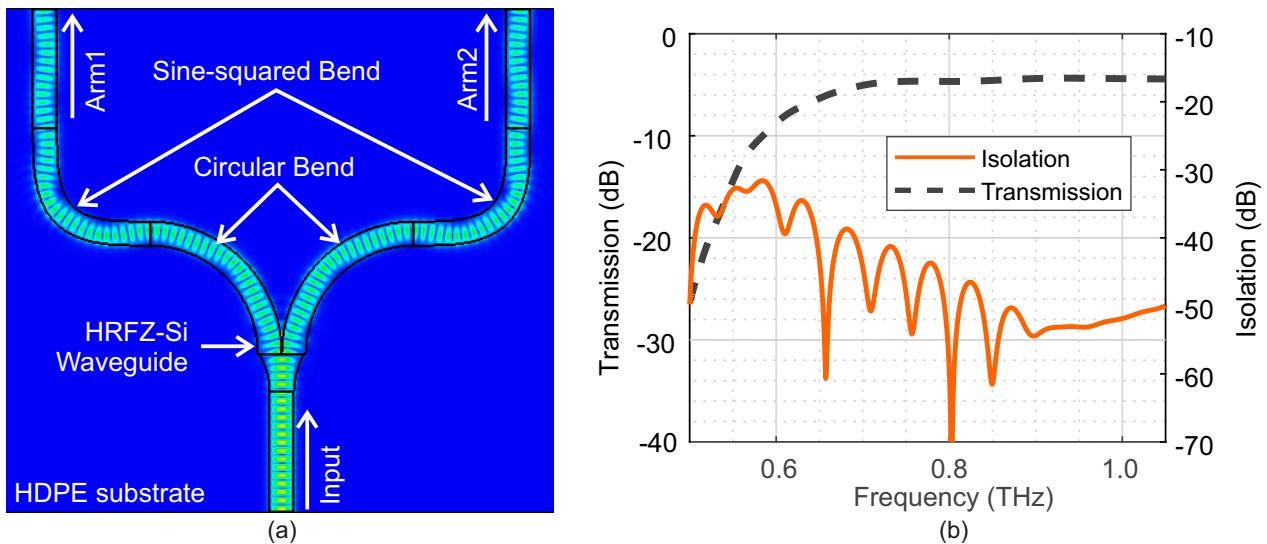 Arm1
Arm2
Sine-squared Bend
Circular Bend
HRFZ-Si
Waveguide
Input
HDPE substrate
(a)
0
-10
-20
-30
-40
Transmission (dB)
-10
-20
-30
-40
-50
-60
-70
Isolation (dB)
Isolation
Transmission
0.6
0.8
1.0
Frequency (THz)
(b)